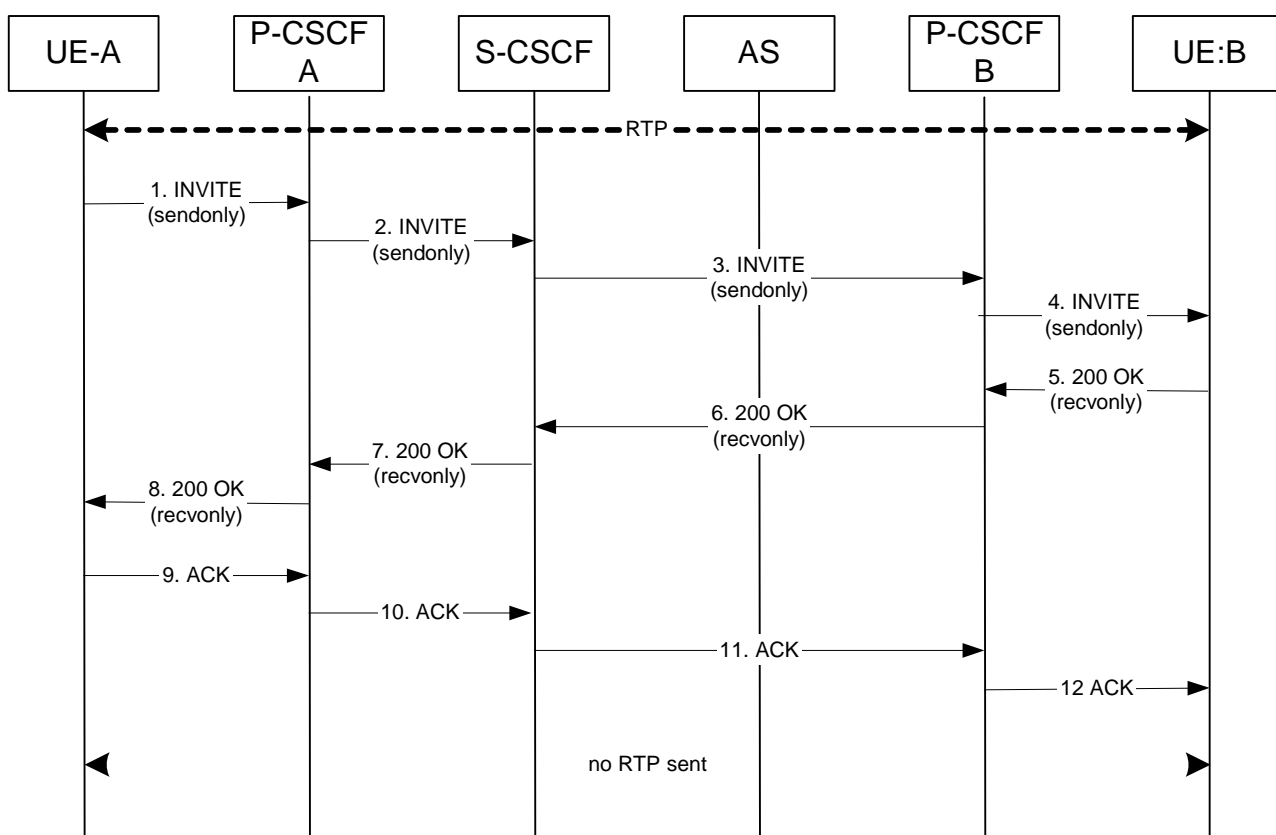 UE-A
P-CSCF
A
S-CSCF
AS
P-CSCF
B
UE:B
RTP
1. INVITE
(sendonly)
2. INVITE
(sendonly)
3. INVITE
(sendonly)
4. INVITE
(sendonly)
5. 200 OK
(recvonly)
6. 200 OK
(recvonly)
7. 200 OK
(recvonly)
8. 200 OK
(recvonly)
9. ACK
10. ACK
11. ACK
12 ACK
no RTP sent